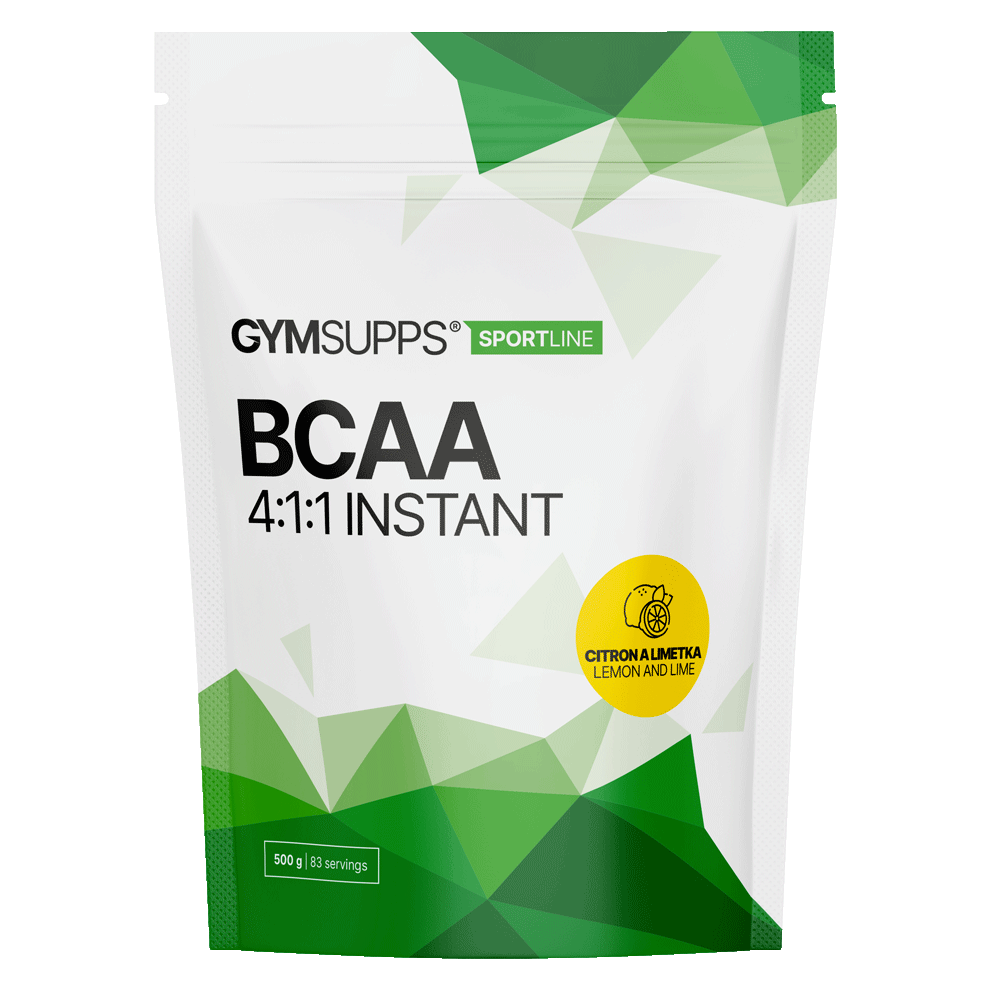 GYMSUPPS® SPORTLINE
BCAA
4:1:1 INSTANT
CITRON A LIMETKA
LEMON AND LIME
500 g | 83 servings